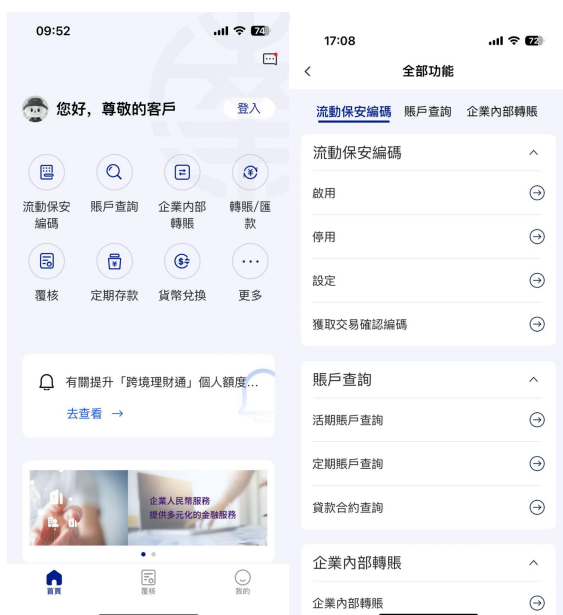 09:52
74
您好，尊敬的客戶
登入
流動保安
編碼
賬戶查詢
企業內部
轉賬
轉賬/匯
款
覆核
定期存款
貨幣兌換
更多
有關提升「跨境理財通」個人額度...
去查看 →
企業人民幣服務
提供多元化的金融服務
首頁
覆核
我的
17:08
72
全部功能
流動保安編碼 賬戶查詢 企業內部轉賬
流動保安編碼
啟用
停用
設定
獲取交易確認編碼
賬戶查詢
活期賬戶查詢
定期賬戶查詢
貸款合約查詢
企業內部轉賬
企業內部轉賬